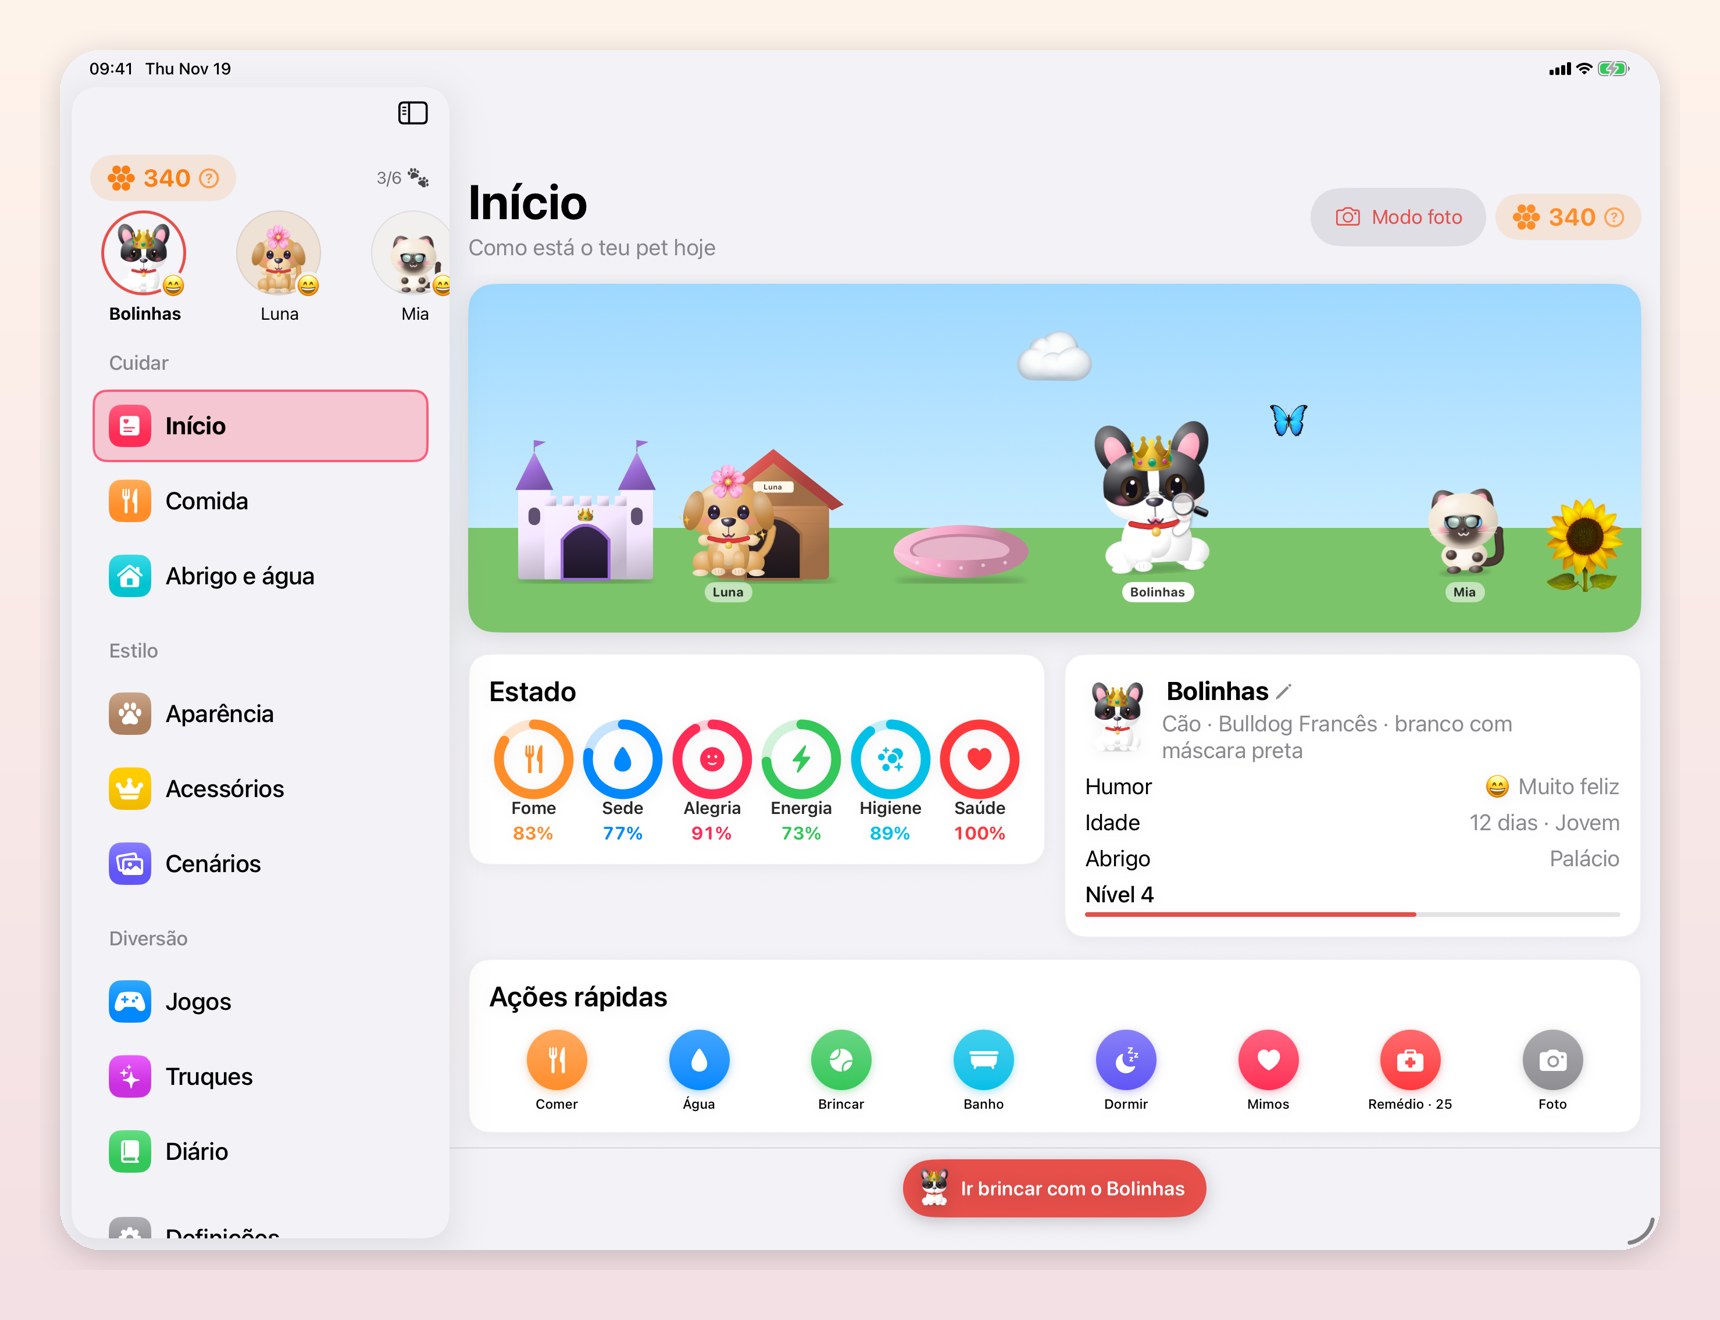 09:41 Thu Nov 19
340
3/6
Bolinhas
Luna
Mia
Cuidar
Início
Comida
Abrigo e água
Estilo
Aparência
Acessórios
Cenários
Diversão
Jogos
Truques
Diário
Definições
Início
Como está o teu pet hoje
Modo foto
340
Luna
Luna
Bolinhas
Mia
Estado
Fome
83%
Sede
77%
Alegria
91%
Energia
73%
Higiene
89%
Saúde
100%
Bolinhas
Cão · Bulldog Francês · branco com
máscara preta
Humor
Muito feliz
Idade
12 dias · Jovem
Abrigo
Palácio
Nível 4
Ações rápidas
Comer
Água
Brincar
Banho
Dormir
Mimos
Remédio · 25
Foto
Ir brincar com o Bolinhas